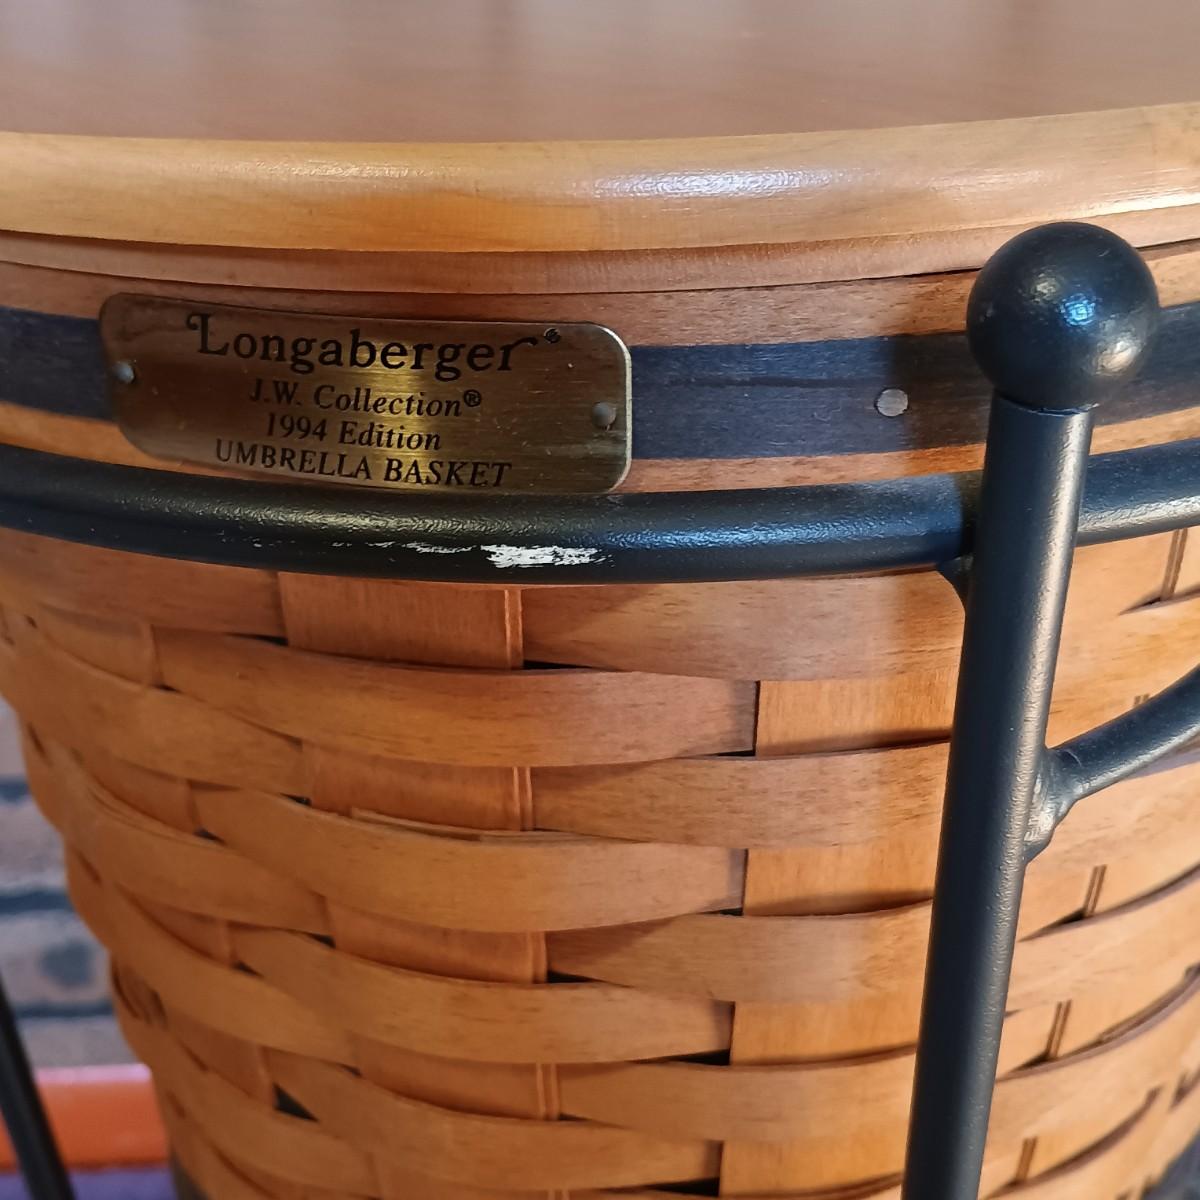 Longaberger®
J.W. Collection®
1994 Edition
UMBRELLA BASKET